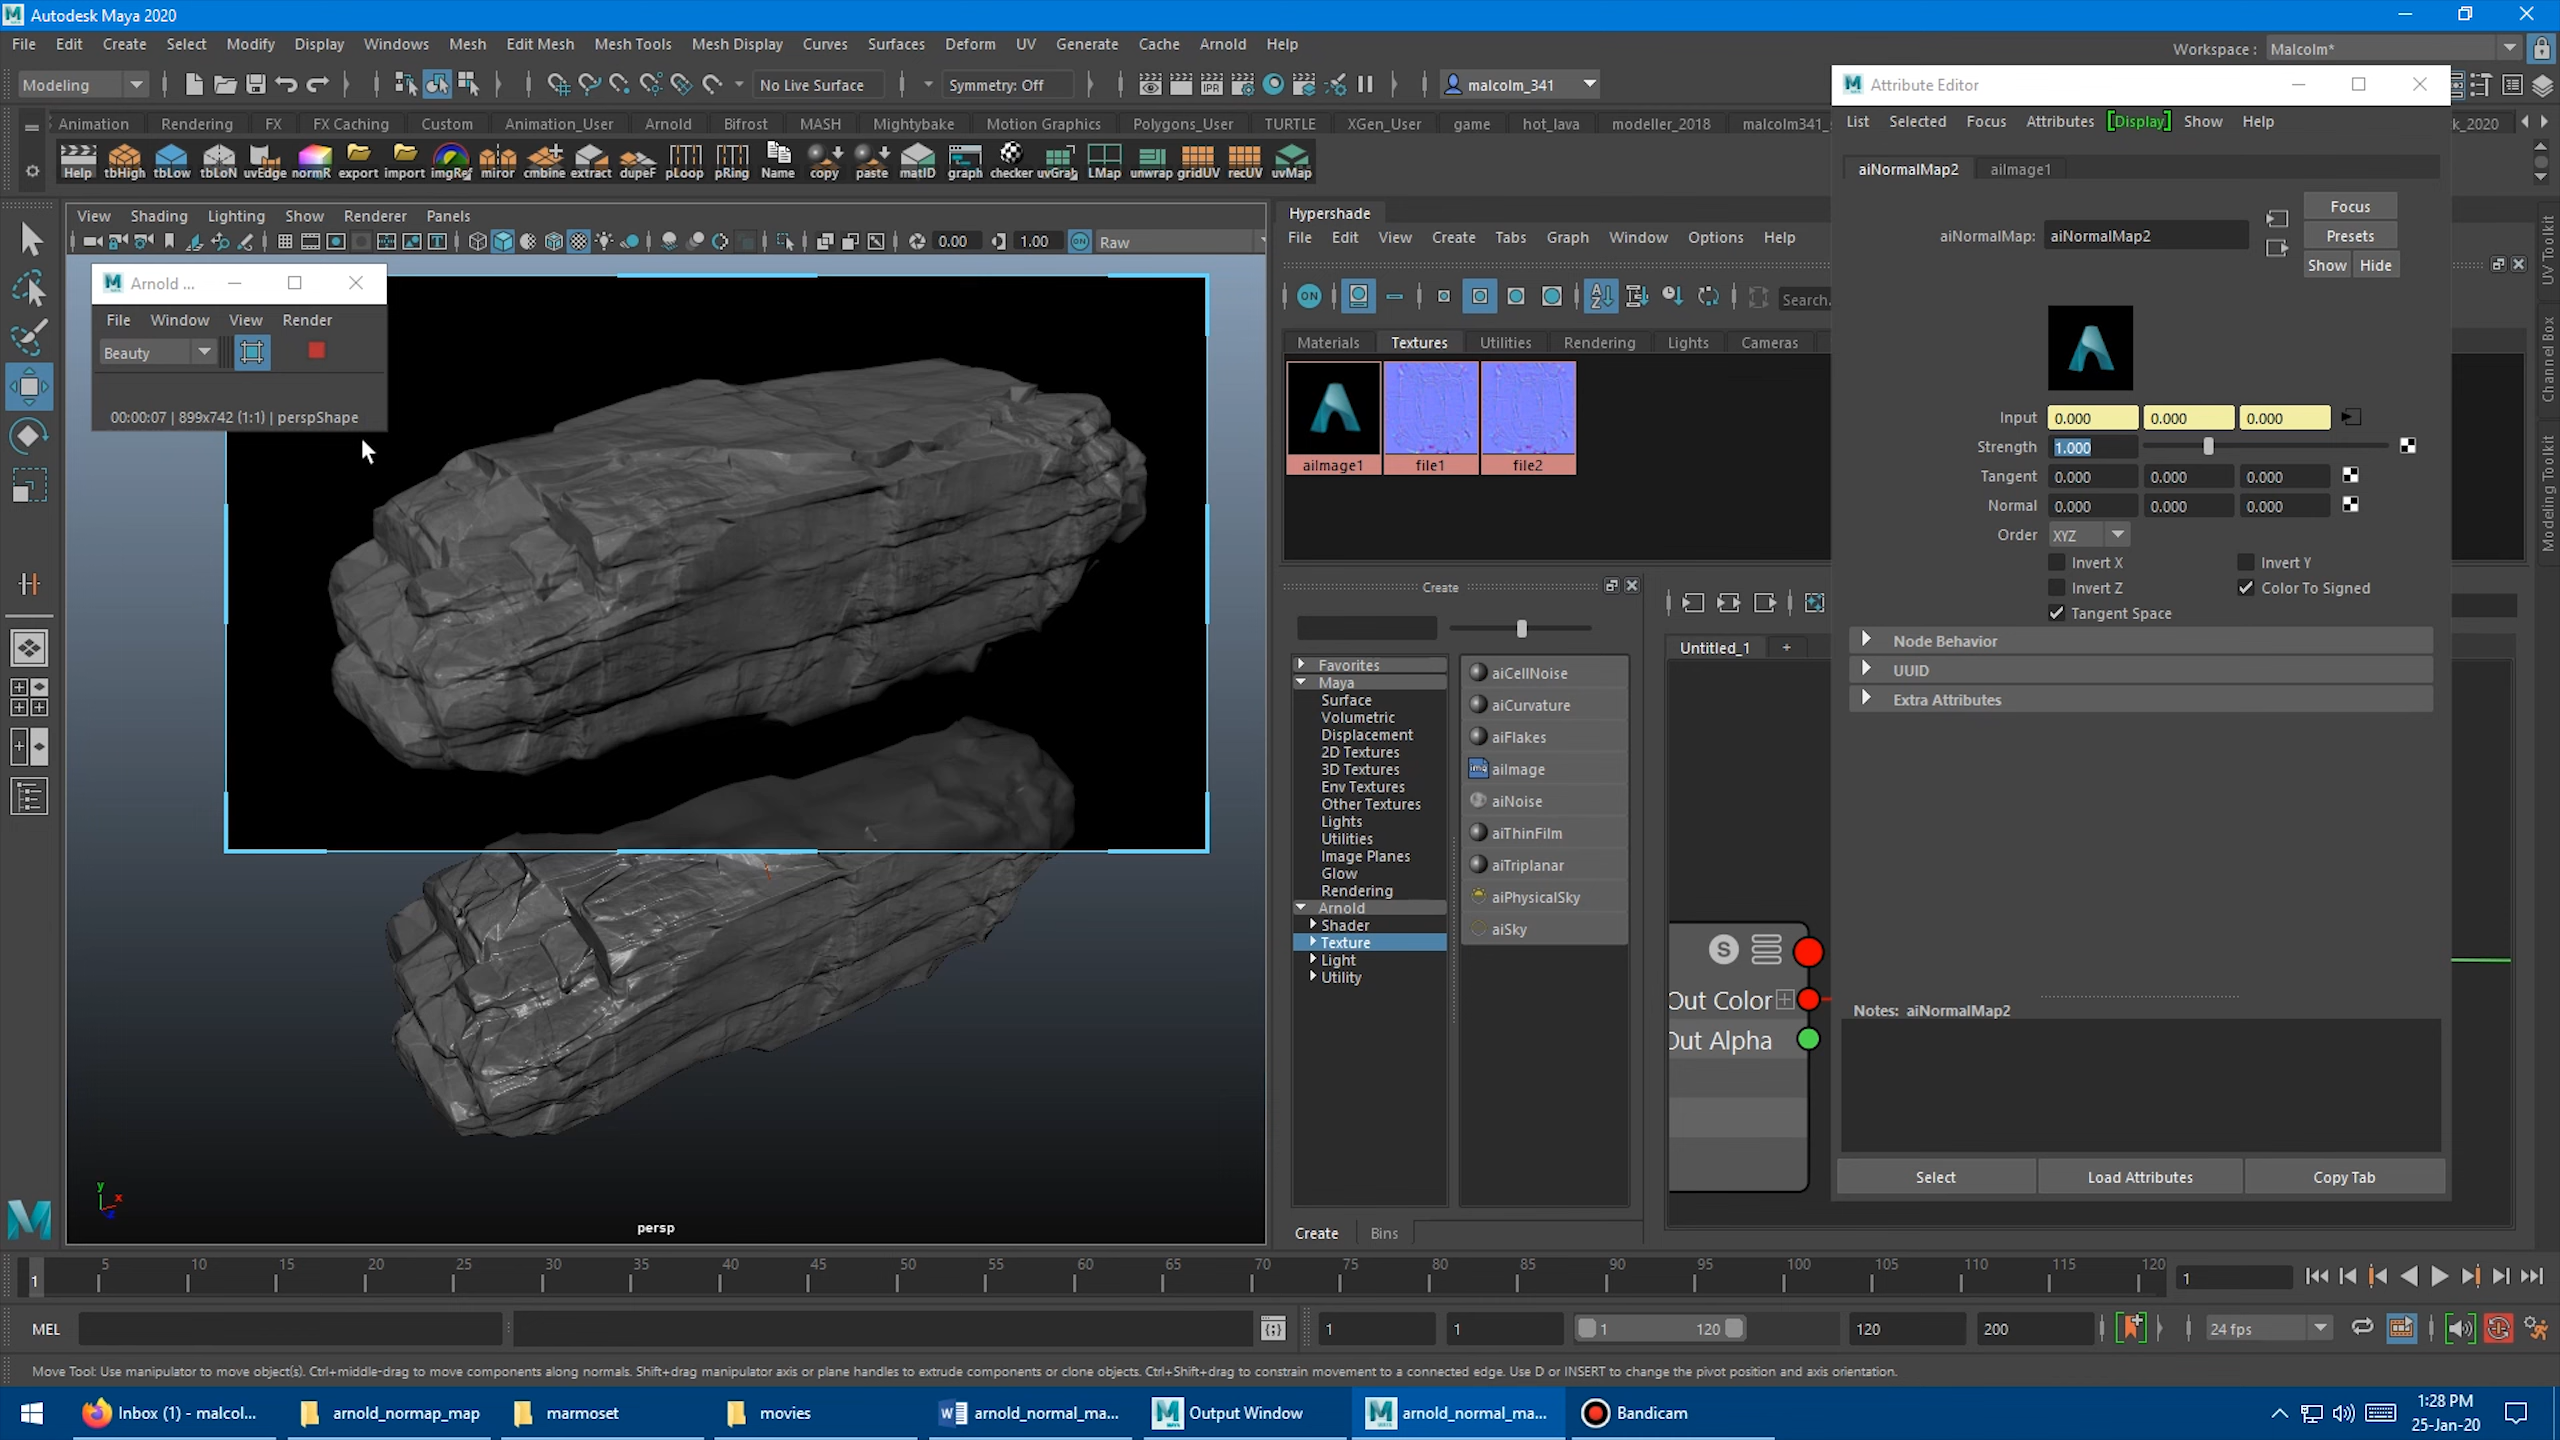 Autodesk Maya 2020
File Edit Create Select Modify Display Windows Mesh Edit Mesh Mesh Tools Mesh Display Curves Surfaces Deform UV Generate Cache Arnold Help
Workspace : Malcolm*
Modeling
No Live Surface
Symmetry: Off
IPR
malcolm_341
Animation Rendering FX FX Caching Custom Animation_User Arnold Bifrost MASH Mightybake Motion Graphics Polygons_User TURTLE XGen_User game hot_lava modeller_2018 malcolm341_
k_2020
Help tbHigh tbLow tbLoN uvEdge normR export import imgRef miror cmbine extract dupeF pLoop pRing Name copy paste matID graph checker uvGrab LMap unwrap gridUV recUV uvMap
Attribute Editor
List Selected Focus Attributes Display Show Help
aiNormalMap2 aiImage1
Focus
aiNormalMap: aiNormalMap2
Presets
Show Hide
Input 0.000 0.000 0.000
Strength 1.000
Tangent 0.000 0.000 0.000
Normal 0.000 0.000 0.000
Order XYZ
Invert X Invert Y
Invert Z Color To Signed
Tangent Space
Node Behavior
UUID
Extra Attributes
Notes: aiNormalMap2
Select Load Attributes Copy Tab
UV Toolkit
Channel Box
Modeling Toolkit
View Shading Lighting Show Renderer Panels
0.00 1.00 ON Raw
Arnold ...
File Window View Render
Beauty
00:00:07 | 899x742 (1:1) | perspShape
y
x
z
persp
Hypershade
File Edit View Create Tabs Graph Window Options Help
ON
Search.
Materials Textures Utilities Rendering Lights Cameras
aiImage1 file1 file2
Create
Favorites
Maya
Surface
Volumetric
Displacement
2D Textures
3D Textures
Env Textures
Other Textures
Lights
Utilities
Image Planes
Glow
Rendering
Arnold
Shader
Texture
Light
Utility
aiCellNoise
aiCurvature
aiFlakes
aiImage
aiNoise
aiThinFilm
aiTriplanar
aiPhysicalSky
aiSky
Create Bins
Untitled_1 +
S
Out Color
Out Alpha
1 5 10 15 20 25 30 35 40 45 50 55 60 65 70 75 80 85 90 95 100 105 110 115 120
1
MEL
1 1 1 120 120 200
24 fps
Move Tool: Use manipulator to move object(s). Ctrl+middle-drag to move components along normals. Shift+drag manipulator axis or plane handles to extrude components or clone objects. Ctrl+Shift+drag to constrain movement to a connected edge. Use D or INSERT to change the pivot position and axis orientation.
Inbox (1) - malcol...
arnold_normap_map
marmoset
movies
arnold_normal_ma...
Output Window
arnold_normal_ma...
Bandicam
1:28 PM
25-Jan-20